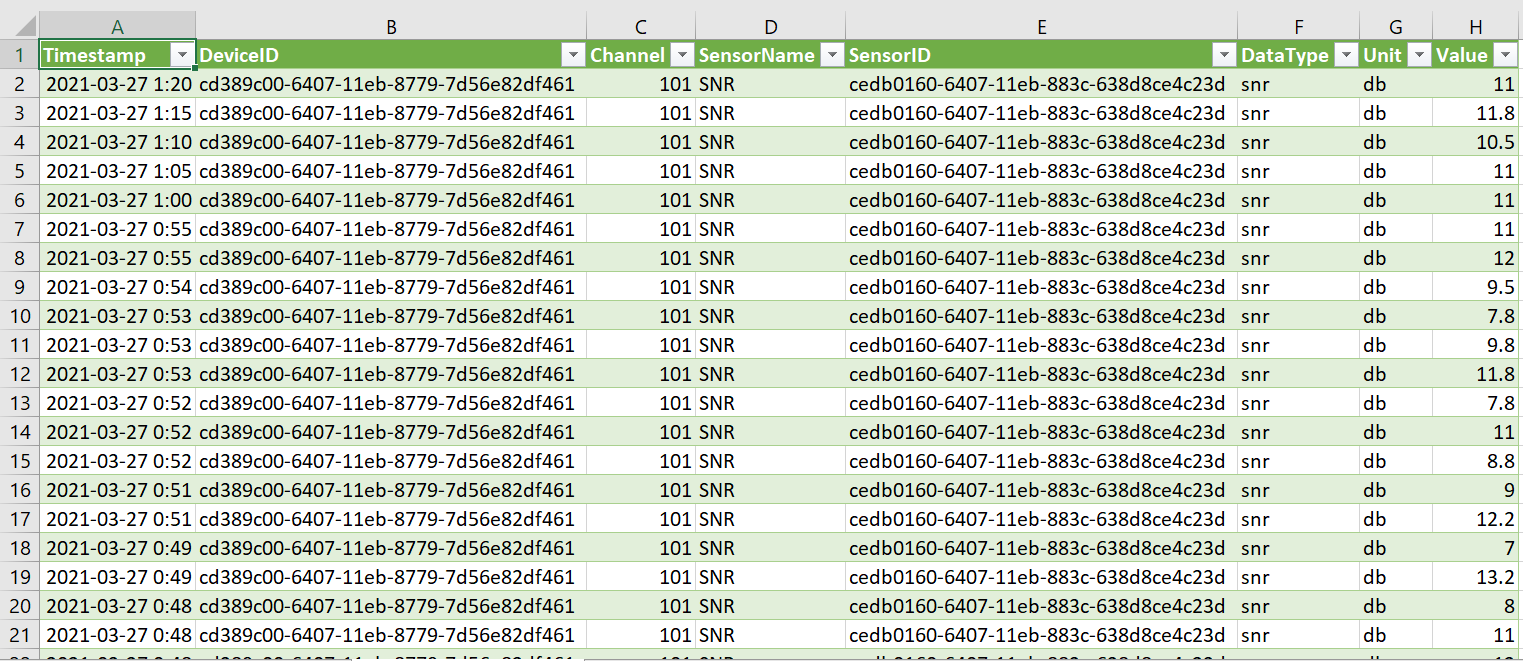 A B C D E F G H
1 Timestamp DeviceID Channel SensorName SensorID DataType Unit Value
2 2021-03-27 1:20 cd389c00-6407-11eb-8779-7d56e82df461 101 SNR cedb0160-6407-11eb-883c-638d8ce4c23d snr db 11
3 2021-03-27 1:15 cd389c00-6407-11eb-8779-7d56e82df461 101 SNR cedb0160-6407-11eb-883c-638d8ce4c23d snr db 11.8
4 2021-03-27 1:10 cd389c00-6407-11eb-8779-7d56e82df461 101 SNR cedb0160-6407-11eb-883c-638d8ce4c23d snr db 10.5
5 2021-03-27 1:05 cd389c00-6407-11eb-8779-7d56e82df461 101 SNR cedb0160-6407-11eb-883c-638d8ce4c23d snr db 11
6 2021-03-27 1:00 cd389c00-6407-11eb-8779-7d56e82df461 101 SNR cedb0160-6407-11eb-883c-638d8ce4c23d snr db 11
7 2021-03-27 0:55 cd389c00-6407-11eb-8779-7d56e82df461 101 SNR cedb0160-6407-11eb-883c-638d8ce4c23d snr db 11
8 2021-03-27 0:55 cd389c00-6407-11eb-8779-7d56e82df461 101 SNR cedb0160-6407-11eb-883c-638d8ce4c23d snr db 12
9 2021-03-27 0:54 cd389c00-6407-11eb-8779-7d56e82df461 101 SNR cedb0160-6407-11eb-883c-638d8ce4c23d snr db 9.5
10 2021-03-27 0:53 cd389c00-6407-11eb-8779-7d56e82df461 101 SNR cedb0160-6407-11eb-883c-638d8ce4c23d snr db 7.8
11 2021-03-27 0:53 cd389c00-6407-11eb-8779-7d56e82df461 101 SNR cedb0160-6407-11eb-883c-638d8ce4c23d snr db 9.8
12 2021-03-27 0:53 cd389c00-6407-11eb-8779-7d56e82df461 101 SNR cedb0160-6407-11eb-883c-638d8ce4c23d snr db 11.8
13 2021-03-27 0:52 cd389c00-6407-11eb-8779-7d56e82df461 101 SNR cedb0160-6407-11eb-883c-638d8ce4c23d snr db 7.8
14 2021-03-27 0:52 cd389c00-6407-11eb-8779-7d56e82df461 101 SNR cedb0160-6407-11eb-883c-638d8ce4c23d snr db 11
15 2021-03-27 0:52 cd389c00-6407-11eb-8779-7d56e82df461 101 SNR cedb0160-6407-11eb-883c-638d8ce4c23d snr db 8.8
16 2021-03-27 0:51 cd389c00-6407-11eb-8779-7d56e82df461 101 SNR cedb0160-6407-11eb-883c-638d8ce4c23d snr db 9
17 2021-03-27 0:51 cd389c00-6407-11eb-8779-7d56e82df461 101 SNR cedb0160-6407-11eb-883c-638d8ce4c23d snr db 12.2
18 2021-03-27 0:49 cd389c00-6407-11eb-8779-7d56e82df461 101 SNR cedb0160-6407-11eb-883c-638d8ce4c23d snr db 7
19 2021-03-27 0:49 cd389c00-6407-11eb-8779-7d56e82df461 101 SNR cedb0160-6407-11eb-883c-638d8ce4c23d snr db 13.2
20 2021-03-27 0:48 cd389c00-6407-11eb-8779-7d56e82df461 101 SNR cedb0160-6407-11eb-883c-638d8ce4c23d snr db 8
21 2021-03-27 0:48 cd389c00-6407-11eb-8779-7d56e82df461 101 SNR cedb0160-6407-11eb-883c-638d8ce4c23d snr db 11